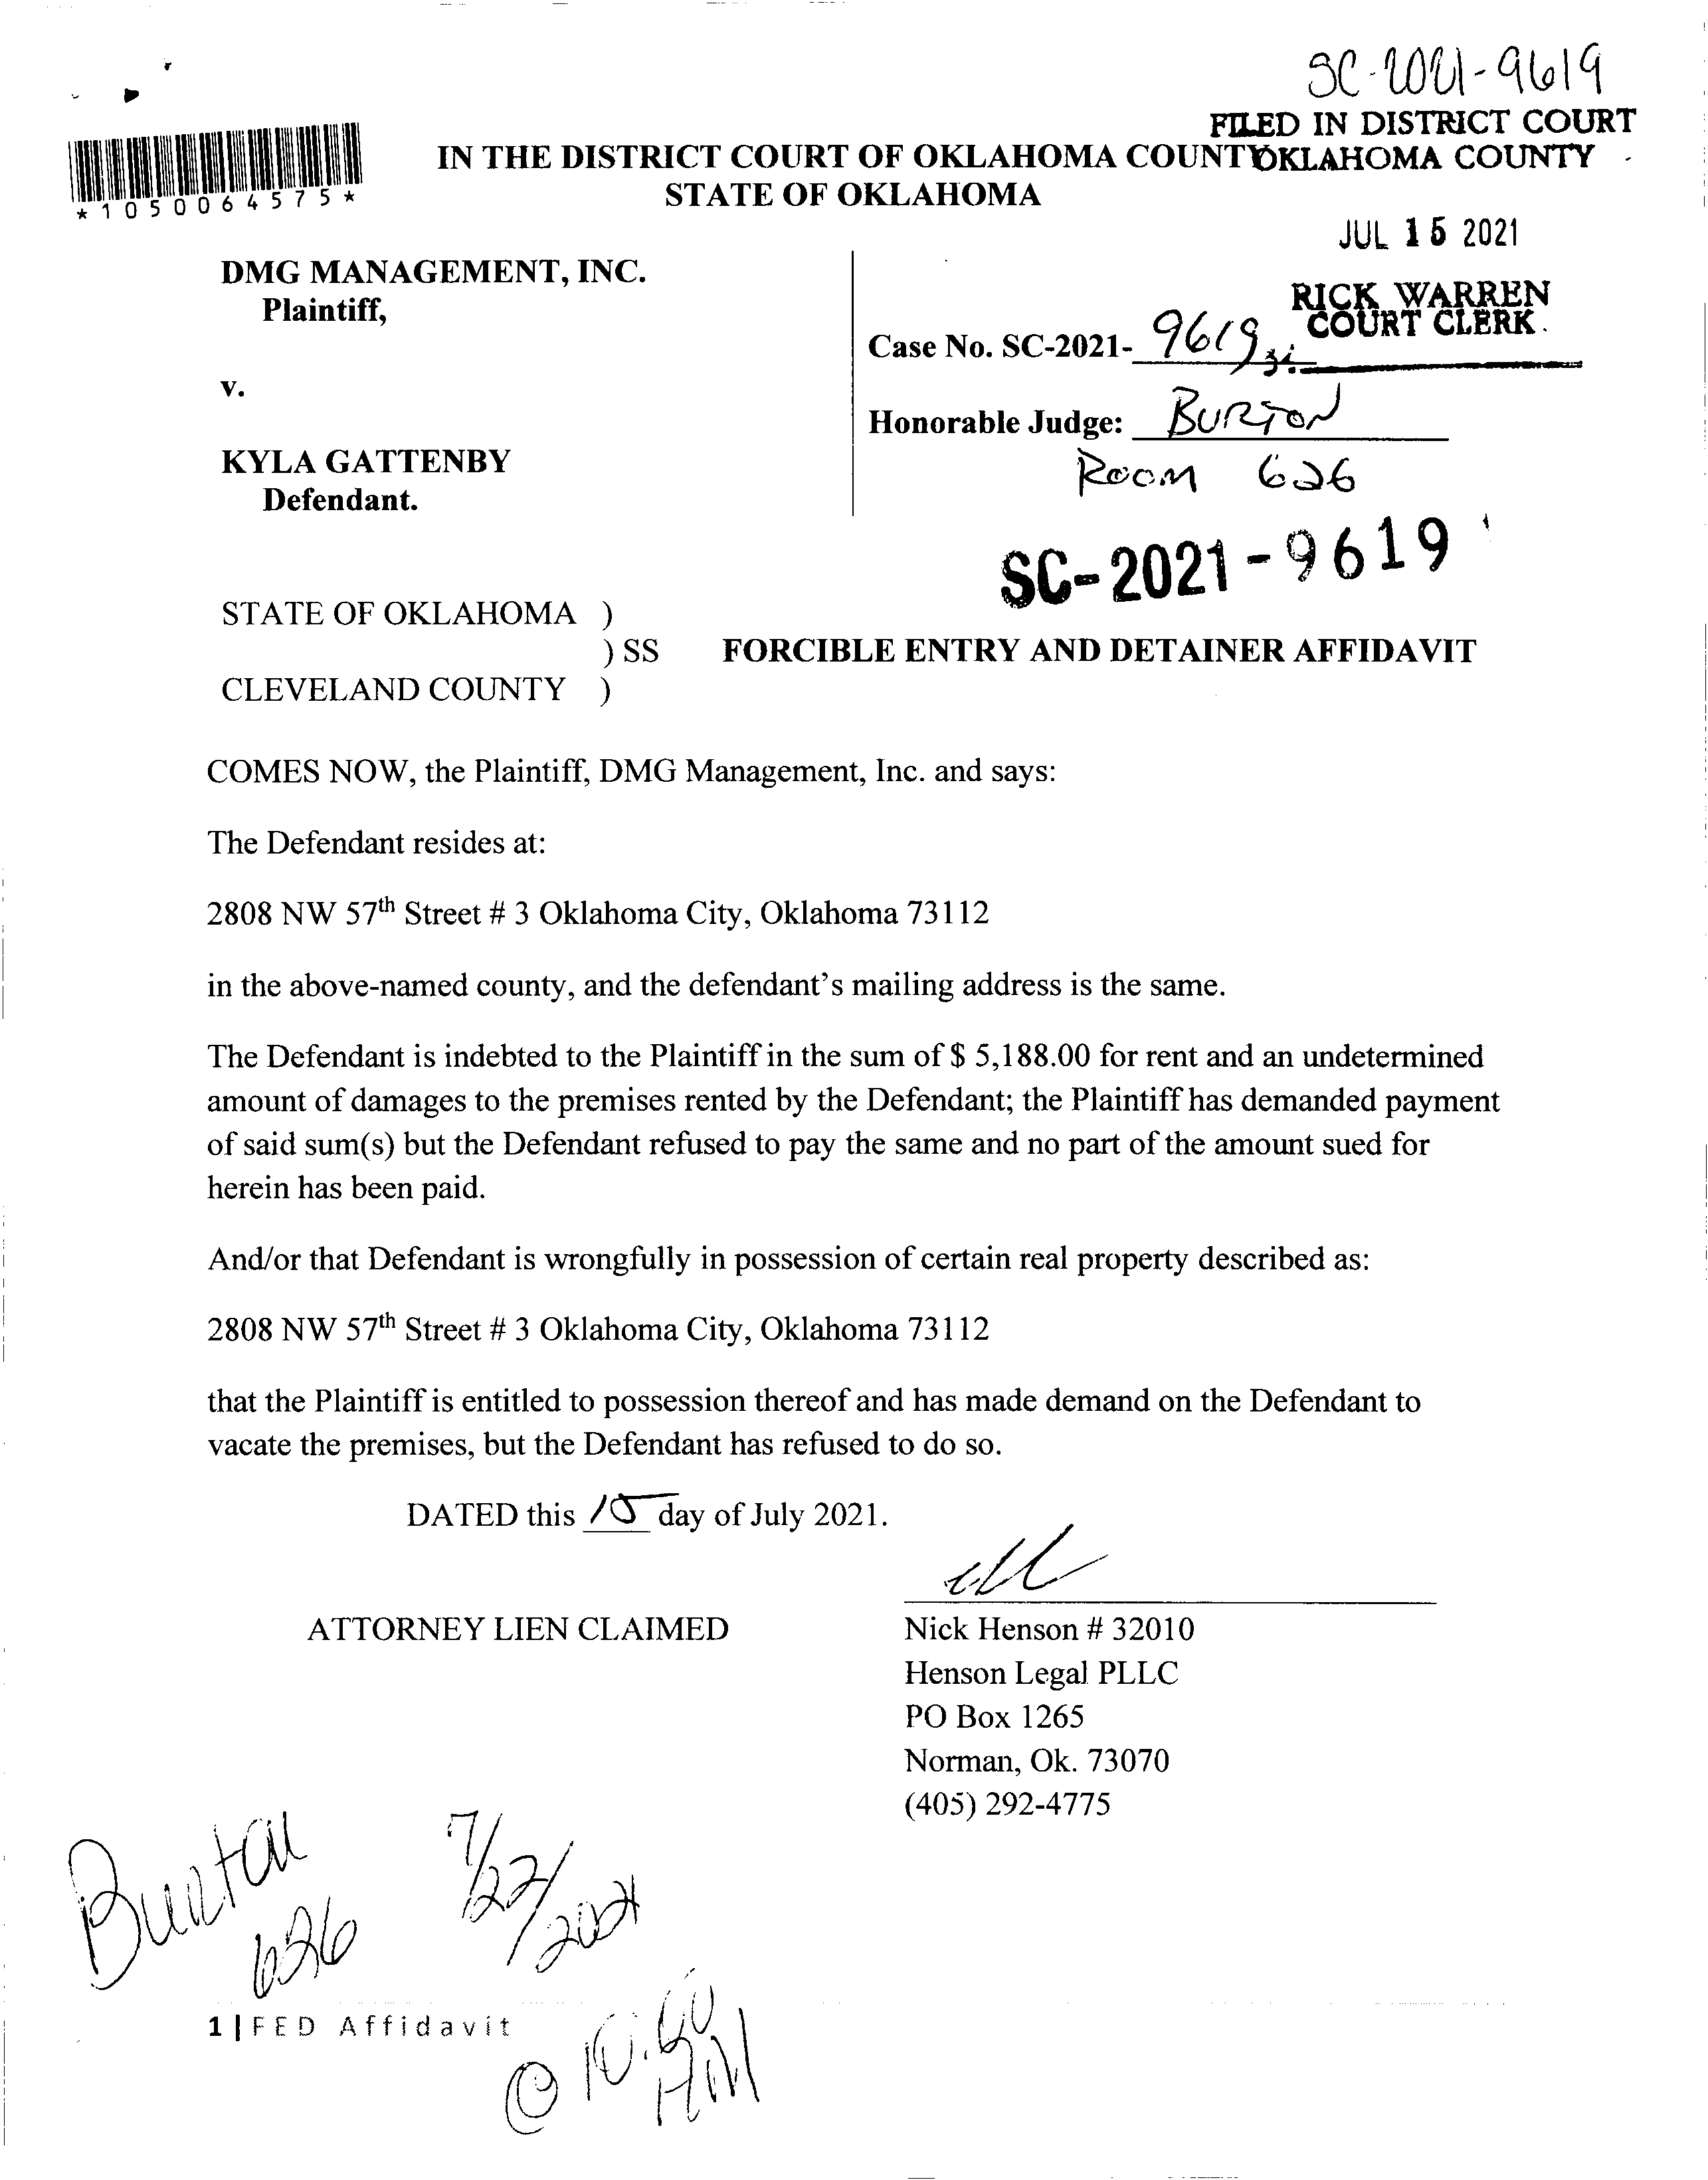 SC-2021-9619
FILED IN DISTRICT COURT
OKLAHOMA COUNTY
IN THE DISTRICT COURT OF OKLAHOMA COUNTY
STATE OF OKLAHOMA
*1050064575*
JUL 15 2021
RICK WARREN
COURT CLERK
DMG MANAGEMENT, INC.
Plaintiff,
Case No. SC-2021- 9619
v.
Honorable Judge: BURTON
ROOM 626
KYLA GATTENBY
Defendant.
SC-2021-9619
STATE OF OKLAHOMA )
) SS FORCIBLE ENTRY AND DETAINER AFFIDAVIT
CLEVELAND COUNTY )
COMES NOW, the Plaintiff, DMG Management, Inc. and says:
The Defendant resides at:
2808 NW 57th Street # 3 Oklahoma City, Oklahoma 73112
in the above-named county, and the defendant's mailing address is the same.
The Defendant is indebted to the Plaintiff in the sum of $ 5,188.00 for rent and an undetermined
amount of damages to the premises rented by the Defendant; the Plaintiff has demanded payment
of said sum(s) but the Defendant refused to pay the same and no part of the amount sued for
herein has been paid.
And/or that Defendant is wrongfully in possession of certain real property described as:
2808 NW 57th Street # 3 Oklahoma City, Oklahoma 73112
that the Plaintiff is entitled to possession thereof and has made demand on the Defendant to
vacate the premises, but the Defendant has refused to do so.
DATED this 15 day of July 2021.
ATTORNEY LIEN CLAIMED
Nick Henson # 32010
Henson Legal PLLC
PO Box 1265
Norman, Ok. 73070
(405) 292-4775
Burton
626
7/22/2021
1 | FED Affidavit
@ 10:00
AM